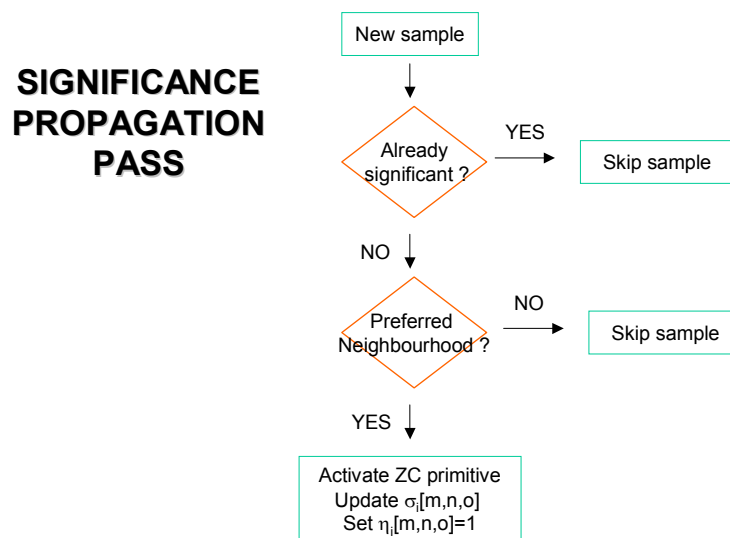 SIGNIFICANCE
PROPAGATION
PASS
New sample
Already
significant ?
YES
Skip sample
NO
Preferred
Neighbourhood ?
NO
Skip sample
YES
Activate ZC primitive
Update σi[m,n,o]
Set ηi[m,n,o]=1